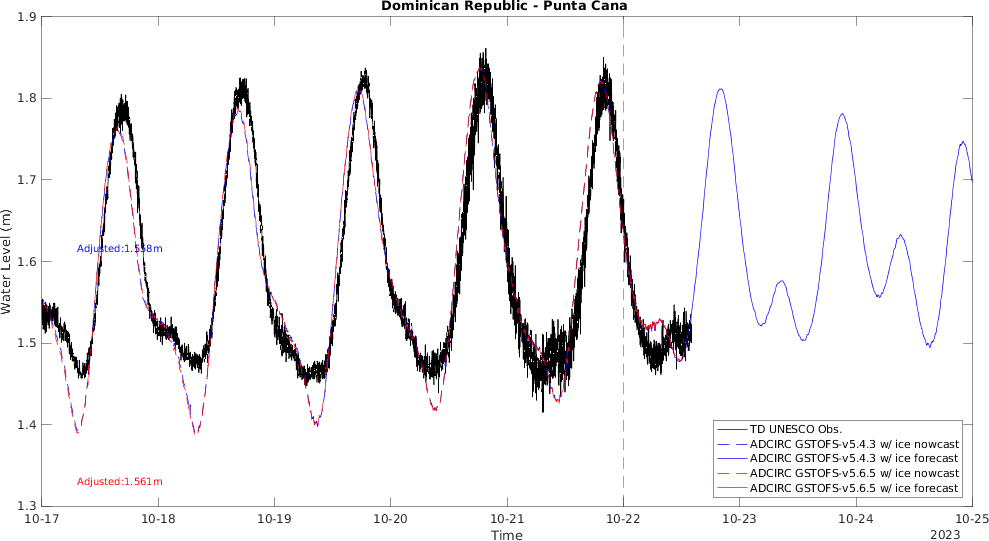 Dominican Republic - Punta Cana
Water Level (m)
1.9
1.8
1.7
1.6
1.5
1.4
1.3
Adjusted:1.558m
Adjusted:1.561m
TD UNESCO Obs.
ADCIRC GSTOFS-v5.4.3 w/ ice nowcast
ADCIRC GSTOFS-v5.4.3 w/ ice forecast
ADCIRC GSTOFS-v5.6.5 w/ ice nowcast
ADCIRC GSTOFS-v5.6.5 w/ ice forecast
10-17 10-18 10-19 10-20 10-21 10-22 10-23 10-24 10-25
Time
2023